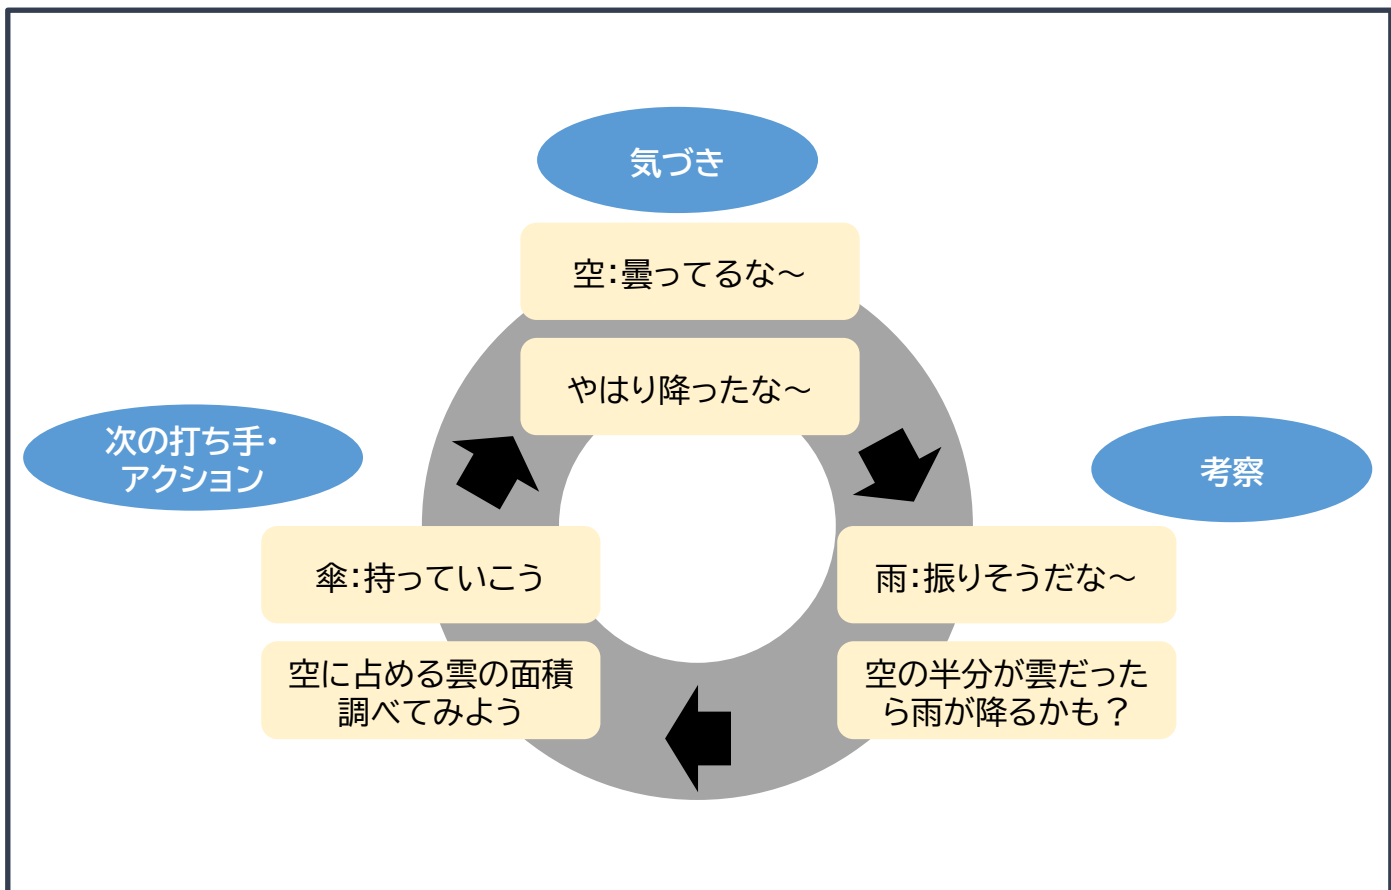 気づき
空：曇ってるな～
やはり降ったな～
次の打ち手・
アクション
考察
傘：持っていこう
雨：振りそうだな～
空に占める雲の面積
調べてみよう
空の半分が雲だった
ら雨が降るかも？